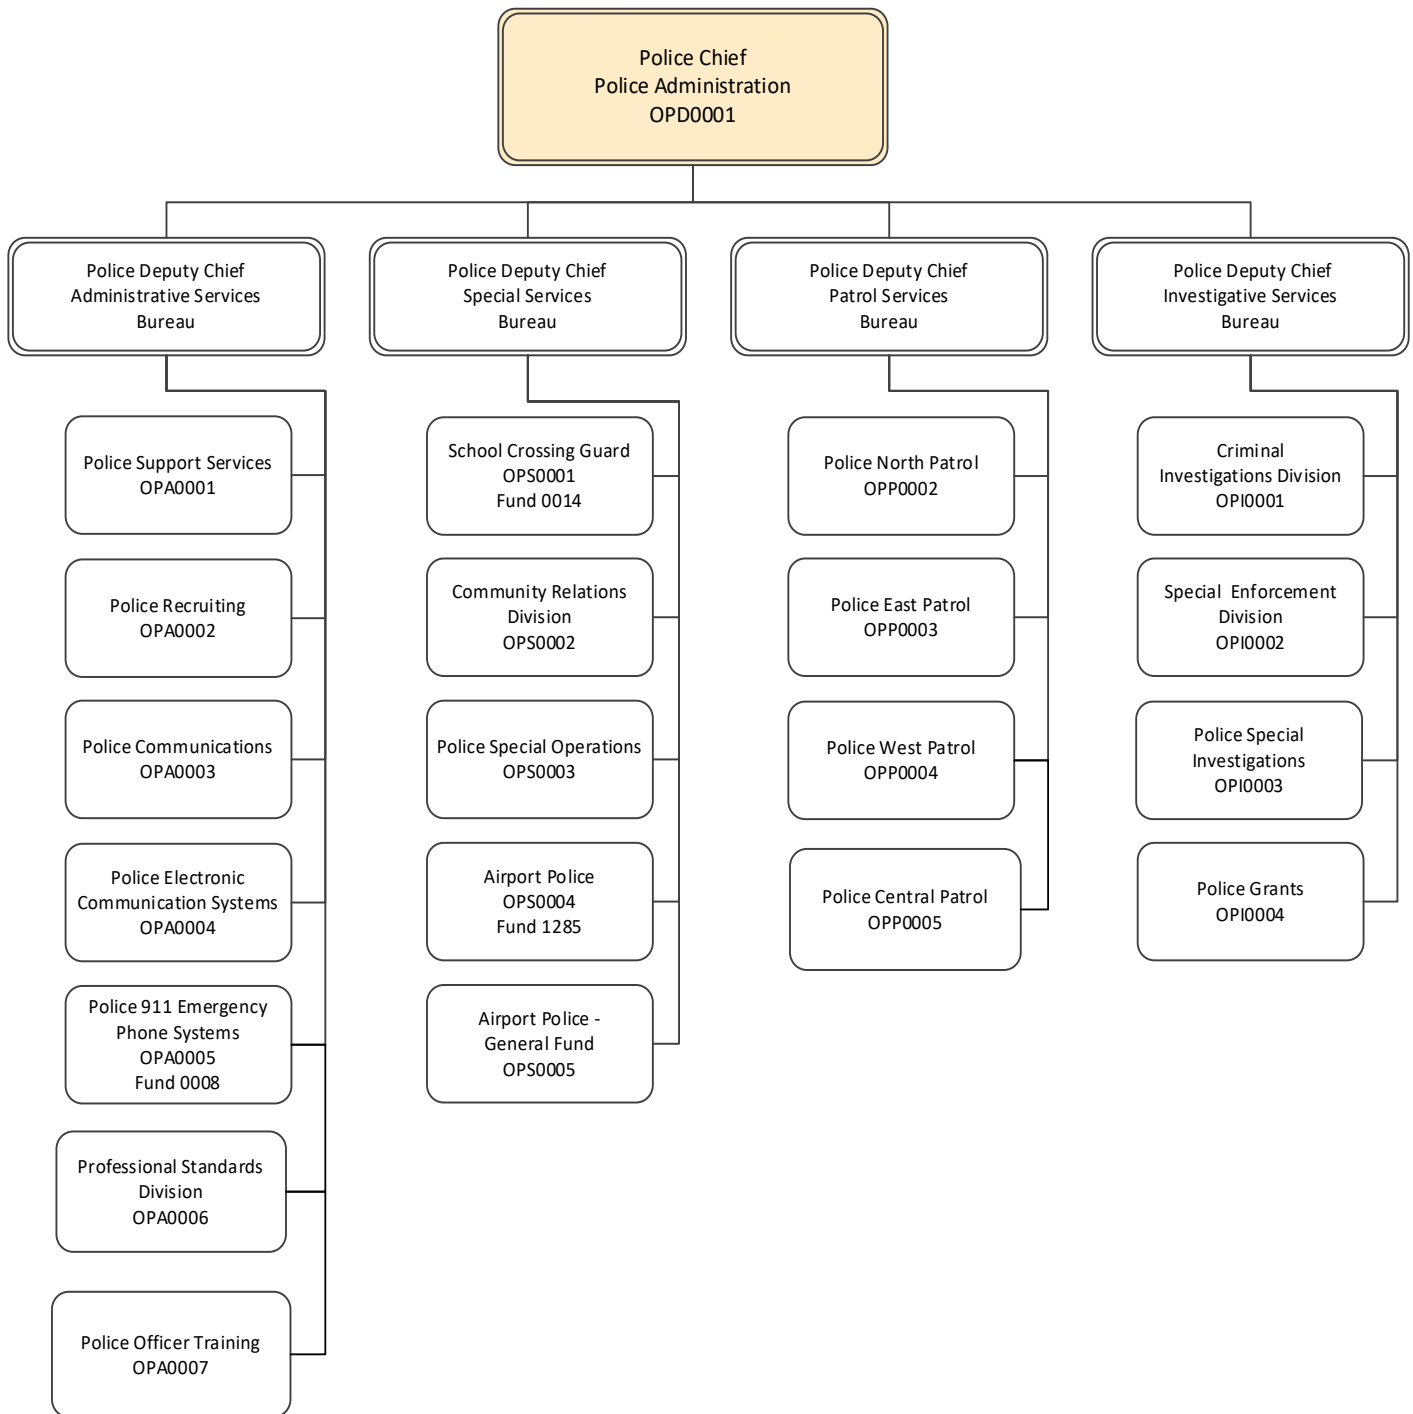 Police Chief
Police Administration
OPD0001
Police Deputy Chief
Administrative Services
Bureau
Police Deputy Chief
Special Services
Bureau
Police Deputy Chief
Patrol Services
Bureau
Police Deputy Chief
Investigative Services
Bureau
Police Support Services
OPA0001
Police Recruiting
OPA0002
Police Communications
OPA0003
Police Electronic
Communication Systems
OPA0004
Police 911 Emergency
Phone Systems
OPA0005
Fund 0008
Professional Standards
Division
OPA0006
Police Officer Training
OPA0007
School Crossing Guard
OPS0001
Fund 0014
Community Relations
Division
OPS0002
Police Special Operations
OPS0003
Airport Police
OPS0004
Fund 1285
Airport Police -
General Fund
OPS0005
Police North Patrol
OPP0002
Police East Patrol
OPP0003
Police West Patrol
OPP0004
Police Central Patrol
OPP0005
Criminal
Investigations Division
OPI0001
Special  Enforcement
Division
OPI0002
Police Special
Investigations
OPI0003
Police Grants
OPI0004